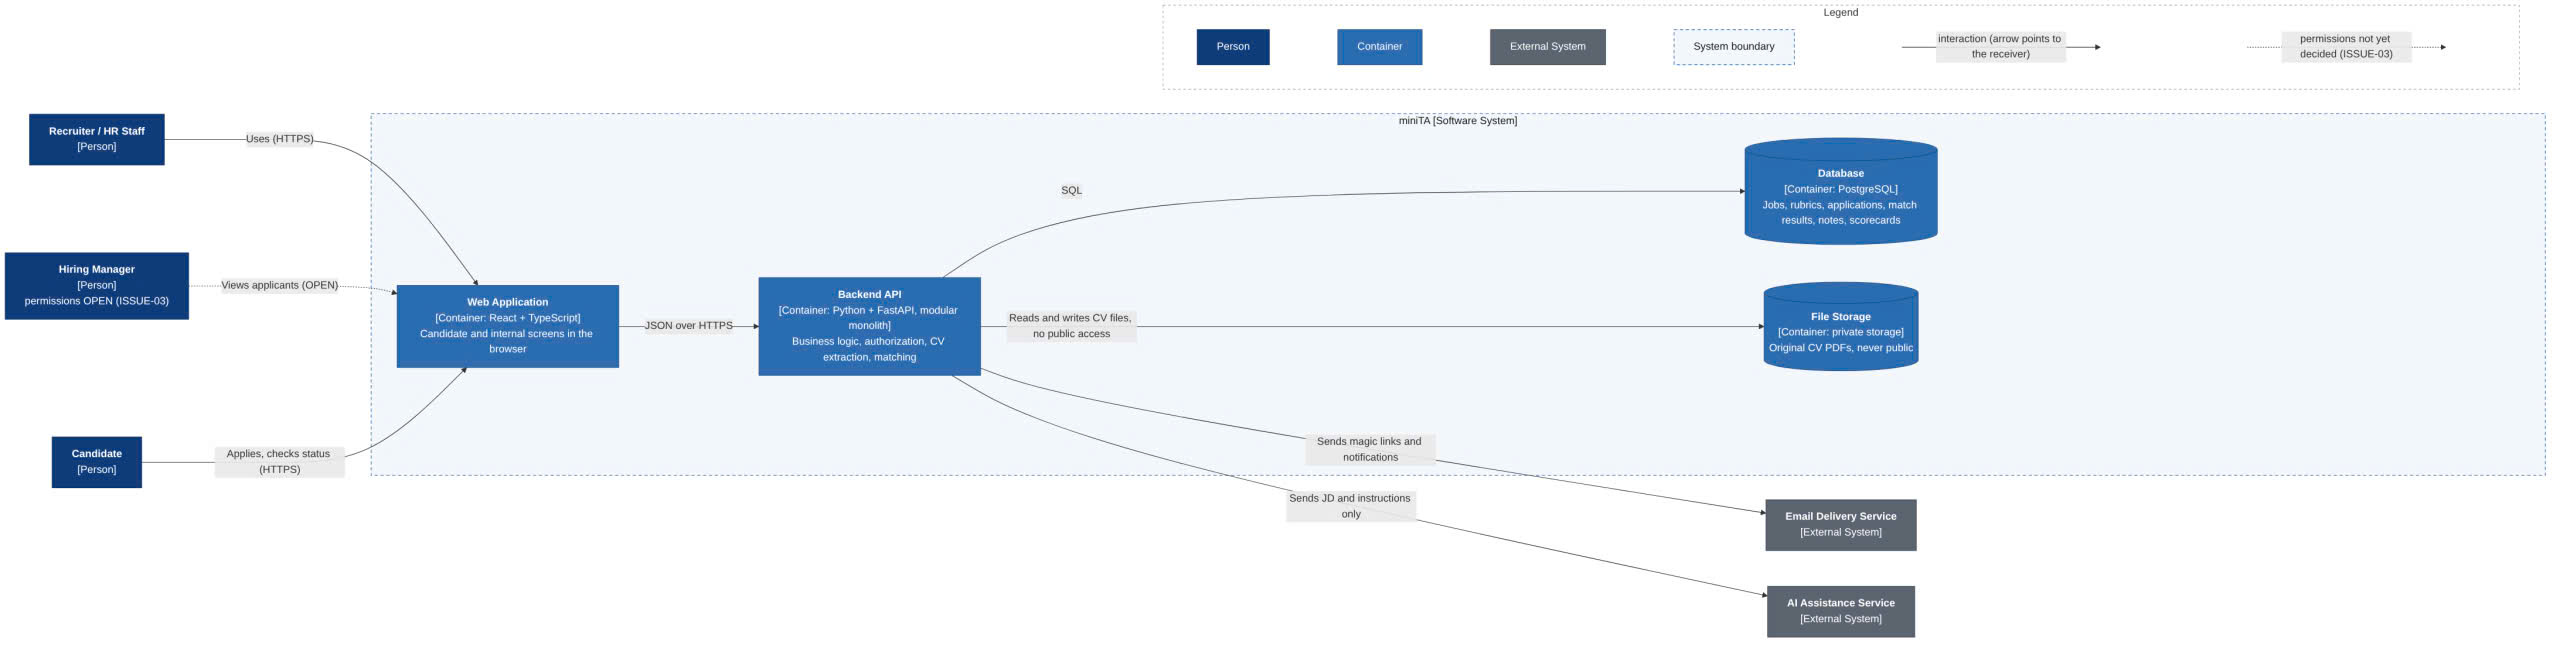 Legend
Person
Container
External System
System boundary
interaction (arrow points to
the receiver)
permissions not yet
decided (ISSUE-03)
miniTA [Software System]
Recruiter / HR Staff
[Person]
Uses (HTTPS)
Hiring Manager
[Person]
permissions OPEN (ISSUE-03)
Views applicants (OPEN)
Candidate
[Person]
Applies, checks status
(HTTPS)
Web Application
[Container: React + TypeScript]
Candidate and internal screens in the
browser
JSON over HTTPS
Backend API
[Container: Python + FastAPI, modular
monolith]
Business logic, authorization, CV
extraction, matching
SQL
Database
[Container: PostgreSQL]
Jobs, rubrics, applications, match
results, notes, scorecards
Reads and writes CV files,
no public access
File Storage
[Container: private storage]
Original CV PDFs, never public
Sends magic links and
notifications
Email Delivery Service
[External System]
Sends JD and instructions
only
AI Assistance Service
[External System]